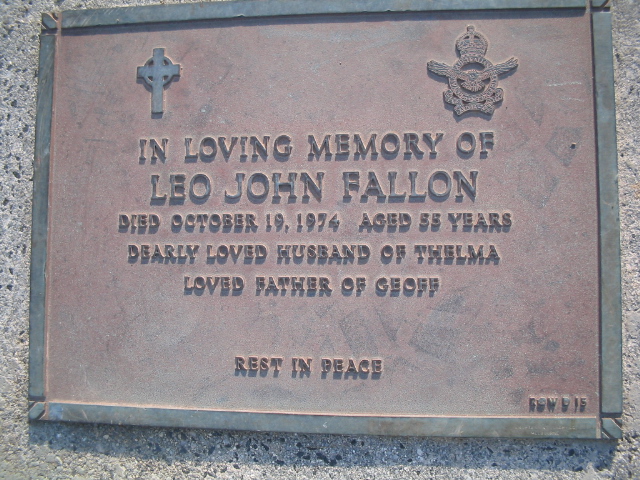 IN LOVING MEMORY OF
LEO JOHN FALLON
DIED OCTOBER 19, 1974 AGED 55 YEARS
DEARLY LOVED HUSBAND OF THELMA
LOVED FATHER OF GEOFF
REST IN PEACE
15